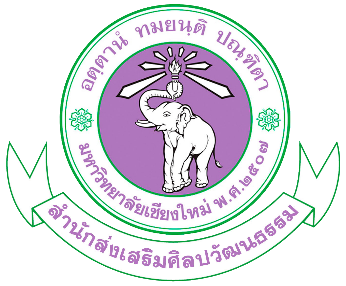 อตฺตานํ ทมยนฺติ ปณฺฑิตา
มหาวิทยาลัยเชียงใหม่ พ.ศ.๒๕๐๗
สำนักส่งเสริมศิลปวัฒนธรรม